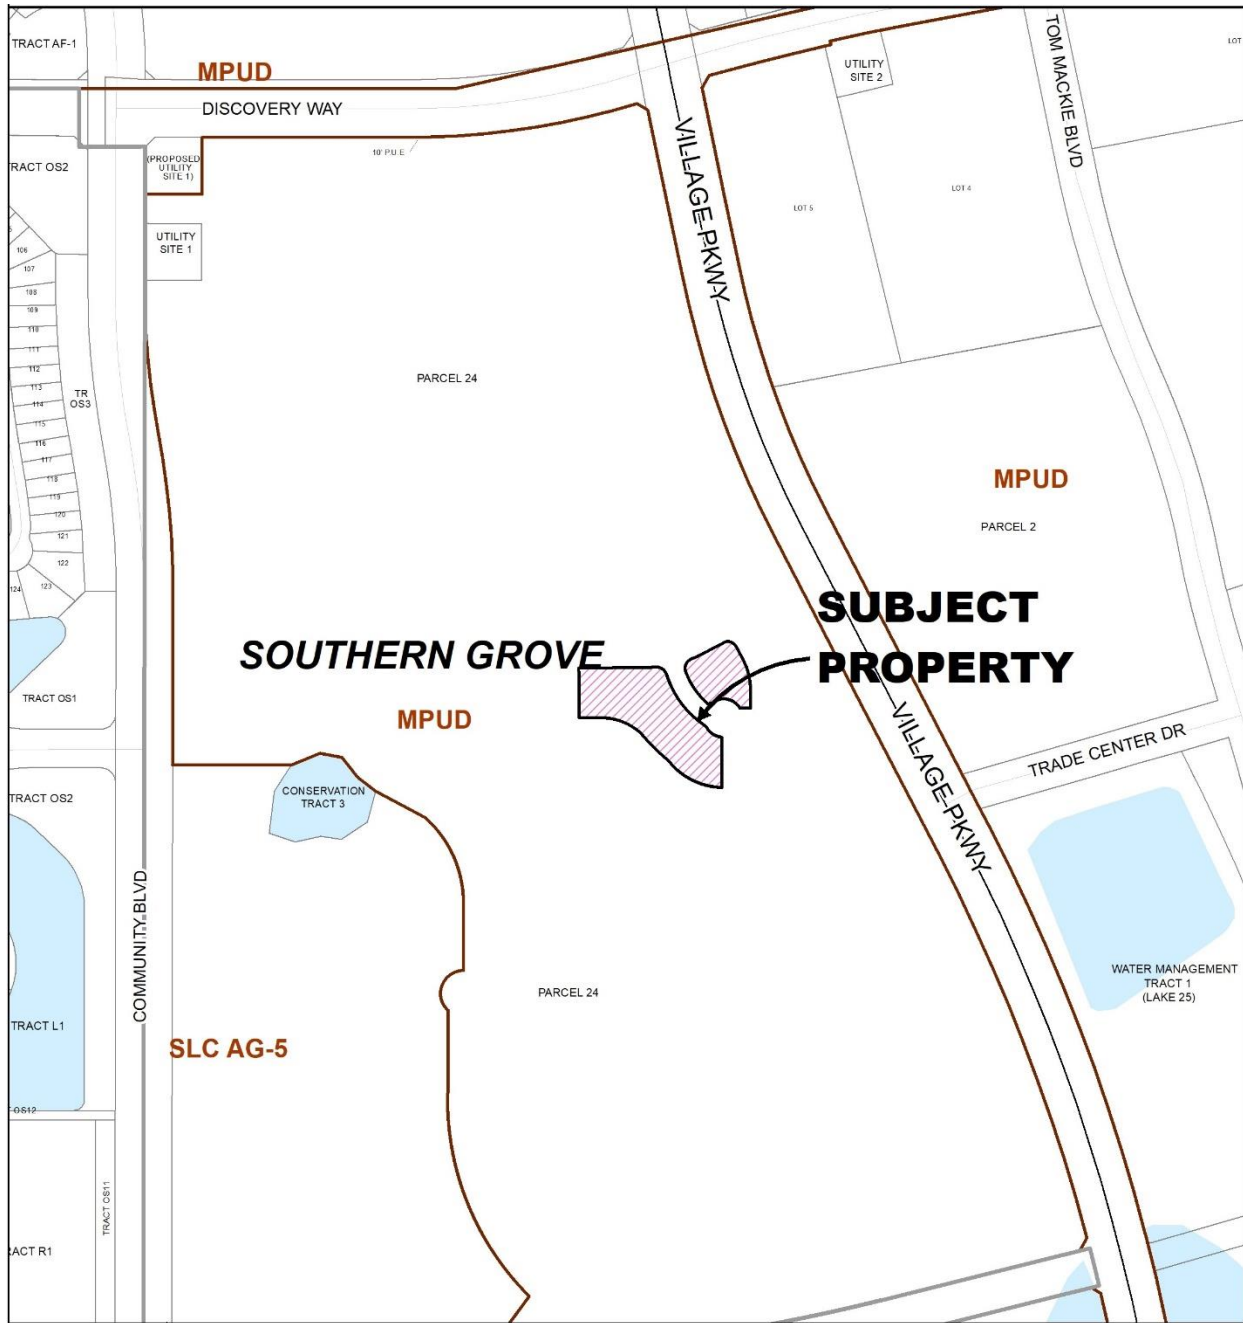 TRACT AF-1
MPUD
DISCOVERY WAY
10' P.U.E
(PROPOSED
UTILITY
SITE 1)
UTILITY
SITE 1
UTILITY
SITE 2
TOM MACKIE BLVD
LOT
LOT 4
LOT 5
VILLAGE PKWY
TRACT OS2
106
107
108
109
110
111
112
113
114
115
116
117
118
119
120
121
122
123
124
TR
OS3
PARCEL 24
MPUD
PARCEL 2
SUBJECT
PROPERTY
SOUTHERN GROVE
MPUD
TRACT OS1
VILLAGE PKWY
TRADE CENTER DR
CONSERVATION
TRACT 3
TRACT OS2
COMMUNITY BLVD
PARCEL 24
WATER MANAGEMENT
TRACT 1
(LAKE 25)
TRACT L1
SLC AG-5
OS12
TRACT OS11
ACT R1